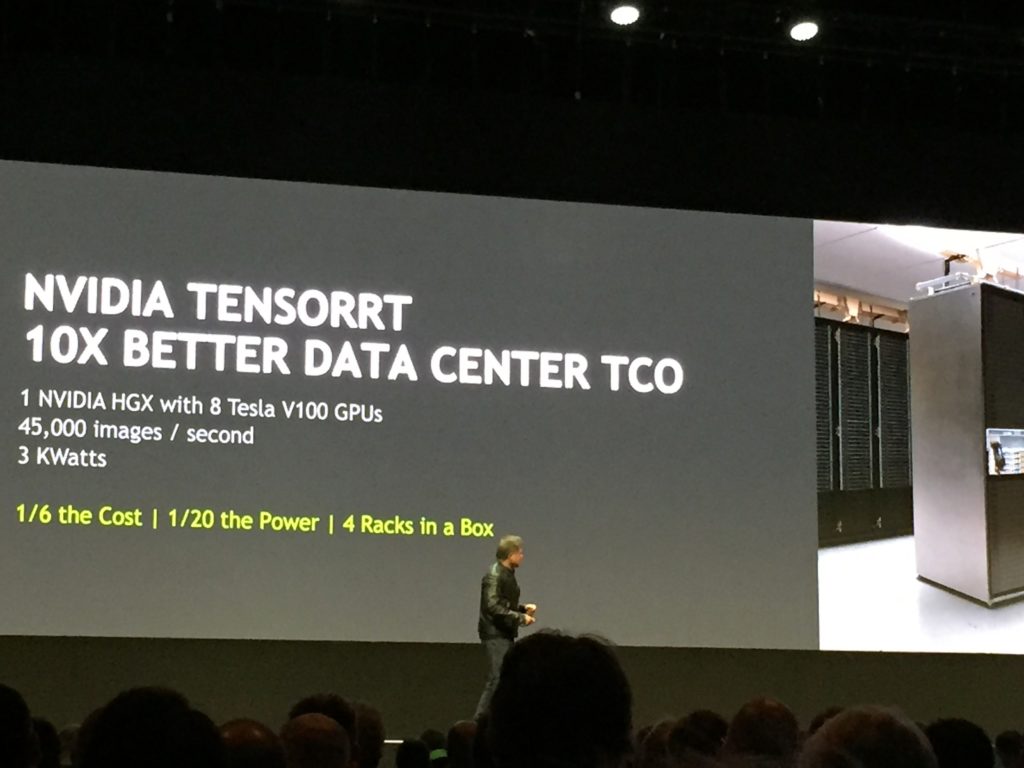 NVIDIA TENSORRT
10X BETTER DATA CENTER TCO
1 NVIDIA HGX with 8 Tesla V100 GPUs
45,000 images / second
3 KWatts
1/6 the Cost | 1/20 the Power | 4 Racks in a Box